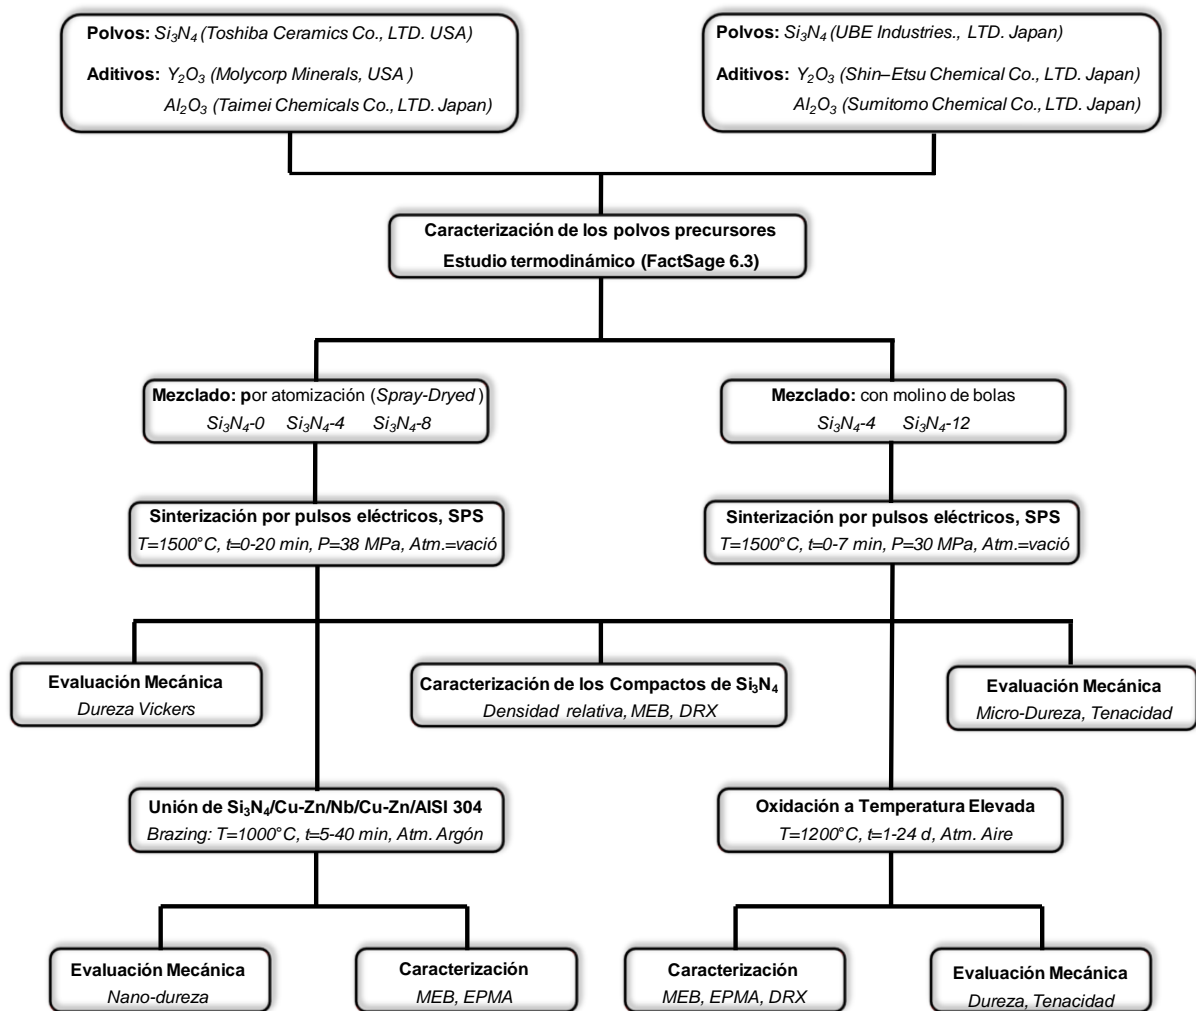 Polvos: Si₃N₄ (Toshiba Ceramics Co., LTD. USA)
Aditivos: Y₂O₃ (Molycorp Minerals, USA )
Al₂O₃ (Taimei Chemicals Co., LTD. Japan)
Polvos: Si₃N₄ (UBE Industries., LTD. Japan)
Aditivos: Y₂O₃ (Shin–Etsu Chemical Co., LTD. Japan)
Al₂O₃ (Sumitomo Chemical Co., LTD. Japan)
Caracterización de los polvos precursores
Estudio termodinámico (FactSage 6.3)
Mezclado: por atomización (Spray-Dryed )
Si₃N₄-0 Si₃N₄-4 Si₃N₄-8
Mezclado: con molino de bolas
Si₃N₄-4 Si₃N₄-12
Sinterización por pulsos eléctricos, SPS
T=1500°C, t=0-20 min, P=38 MPa, Atm.=vació
Sinterización por pulsos eléctricos, SPS
T=1500°C, t=0-7 min, P=30 MPa, Atm.=vació
Evaluación Mecánica
Dureza Vickers
Caracterización de los Compactos de Si₃N₄
Densidad relativa, MEB, DRX
Evaluación Mecánica
Micro-Dureza, Tenacidad
Unión de Si₃N₄/Cu-Zn/Nb/Cu-Zn/AISI 304
Brazing: T=1000°C, t=5-40 min, Atm. Argón
Oxidación a Temperatura Elevada
T=1200°C, t=1-24 d, Atm. Aire
Evaluación Mecánica
Nano-dureza
Caracterización
MEB, EPMA
Caracterización
MEB, EPMA, DRX
Evaluación Mecánica
Dureza, Tenacidad